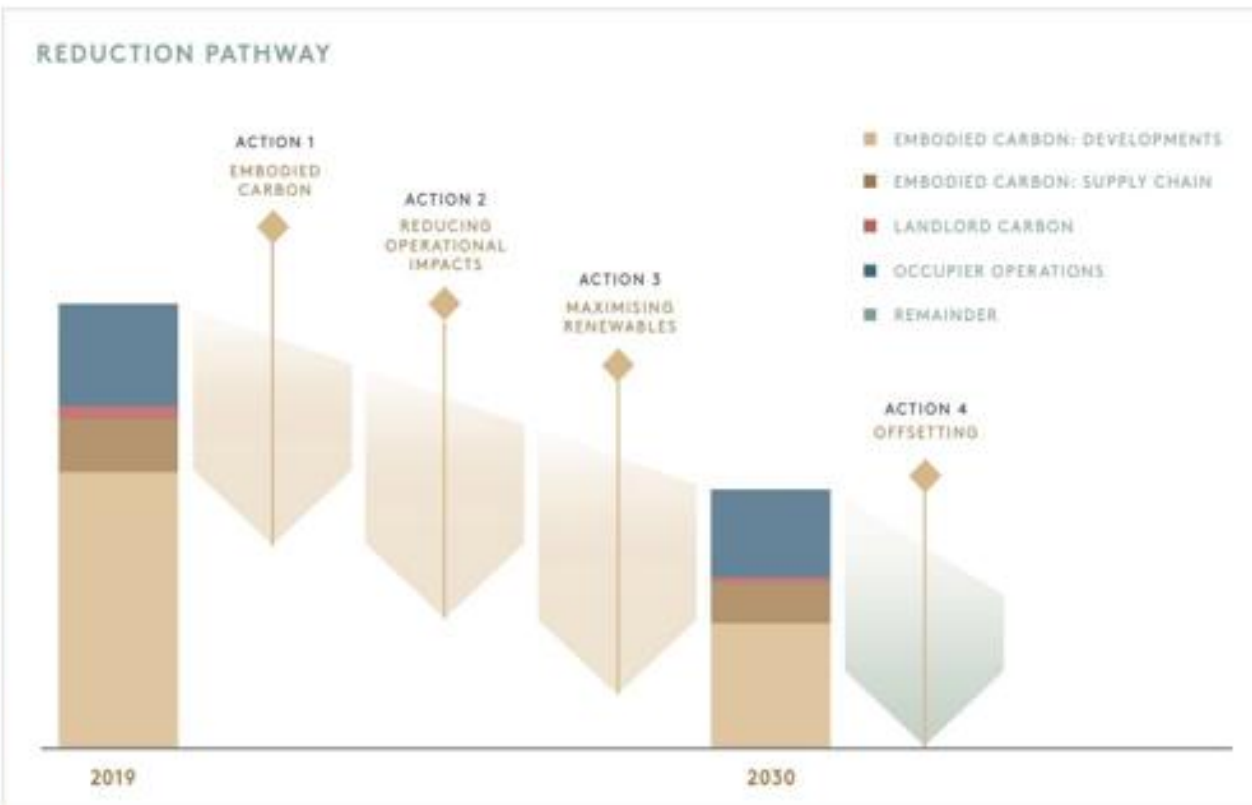 REDUCTION PATHWAY
ACTION 1
EMBODIED
CARBON
ACTION 2
REDUCING
OPERATIONAL
IMPACTS
ACTION 3
MAXIMISING
RENEWABLES
ACTION 4
OFFSETTING
EMBODIED CARBON: DEVELOPMENTS
EMBODIED CARBON: SUPPLY CHAIN
LANDLORD CARBON
OCCUPIER OPERATIONS
REMAINDER
2019
2030